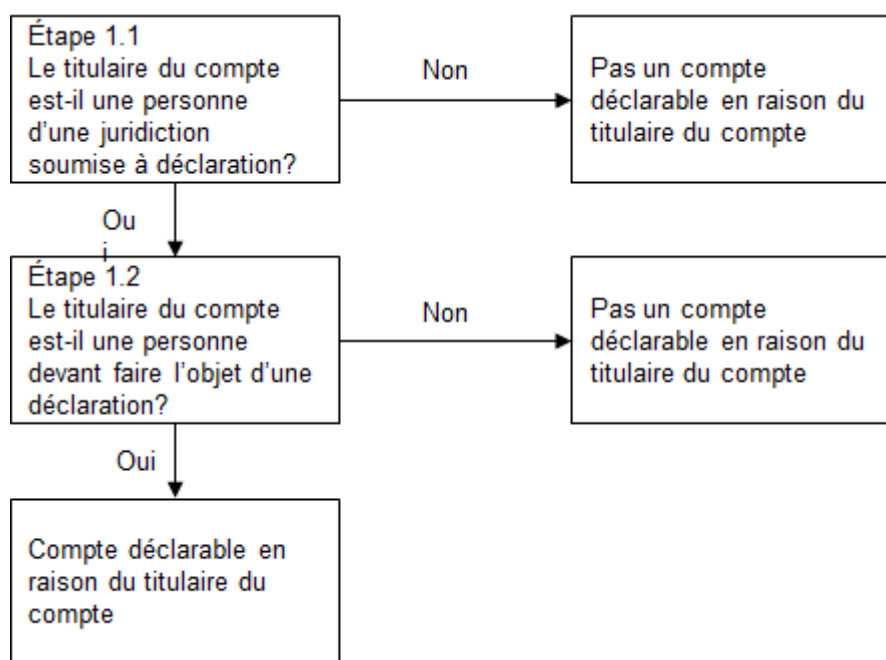 Étape 1.1
Le titulaire du compte
est-il une personne
d'une juridiction
soumise à déclaration?
Non
Pas un compte
déclarable en raison du
titulaire du compte
Ou
i
Étape 1.2
Le titulaire du compte
est-il une personne
devant faire l'objet d'une
déclaration?
Non
Pas un compte
déclarable en raison du
titulaire du compte
Oui
Compte déclarable en
raison du titulaire du
compte